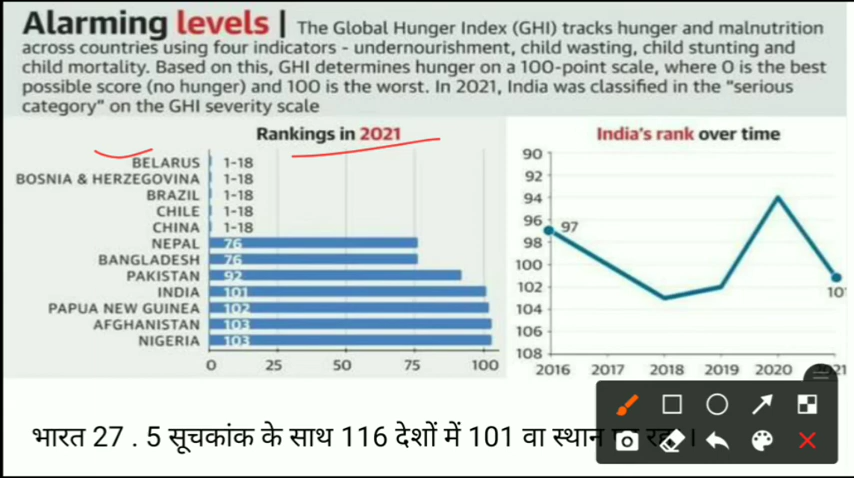 Alarming levels | The Global Hunger Index (GHI) tracks hunger and malnutrition
across countries using four indicators - undernourishment, child wasting, child stunting and
child mortality. Based on this, GHI determines hunger on a 100-point scale, where 0 is the best
possible score (no hunger) and 100 is the worst. In 2021, India was classified in the "serious
category" on the GHI severity scale
Rankings in 2021
BELARUS 1-18
BOSNIA & HERZEGOVINA 1-18
BRAZIL 1-18
CHILE 1-18
CHINA 1-18
NEPAL 76
BANGLADESH 76
PAKISTAN 92
INDIA 101
PAPUA NEW GUINEA 102
AFGHANISTAN 103
NIGERIA 103
0 25 50 75 100
India's rank over time
90
92
94
96
97
98
100
102
104
106
108
2016 2017 2018 2019 2020
भारत 27 . 5 सूचकांक के साथ 116 देशों में 101 वा स्थान